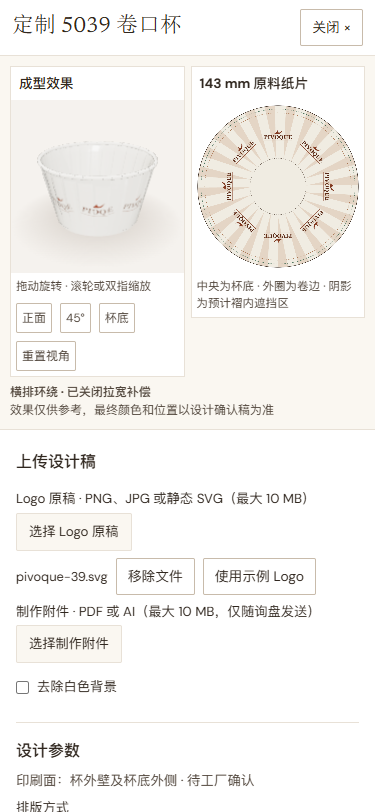 定制 5039 卷口杯
关闭 ×
成型效果
143 mm 原料纸片
PIVOQUE
PIVOQUE
PIVOQUE
PIVOQUE
PIVOQUE
PIVOQUE
PIVOQUE
PIVOQUE
PIVOQUE
拖动旋转 · 滚轮或双指缩放
正面
45°
杯底
重置视角
中央为杯底 · 外圈为卷边 · 阴影
为预计褶内遮挡区
横排环绕 · 已关闭拉宽补偿
效果仅供参考，最终颜色和位置以设计确认稿为准
上传设计稿
Logo 原稿 · PNG、JPG 或静态 SVG（最大 10 MB）
选择 Logo 原稿
pivoque-39.svg
移除文件
使用示例 Logo
制作附件 · PDF 或 AI（最大 10 MB，仅随询盘发送）
选择制作附件
去除白色背景
设计参数
印刷面：杯外壁及杯底外侧 · 待工厂确认
排版方式